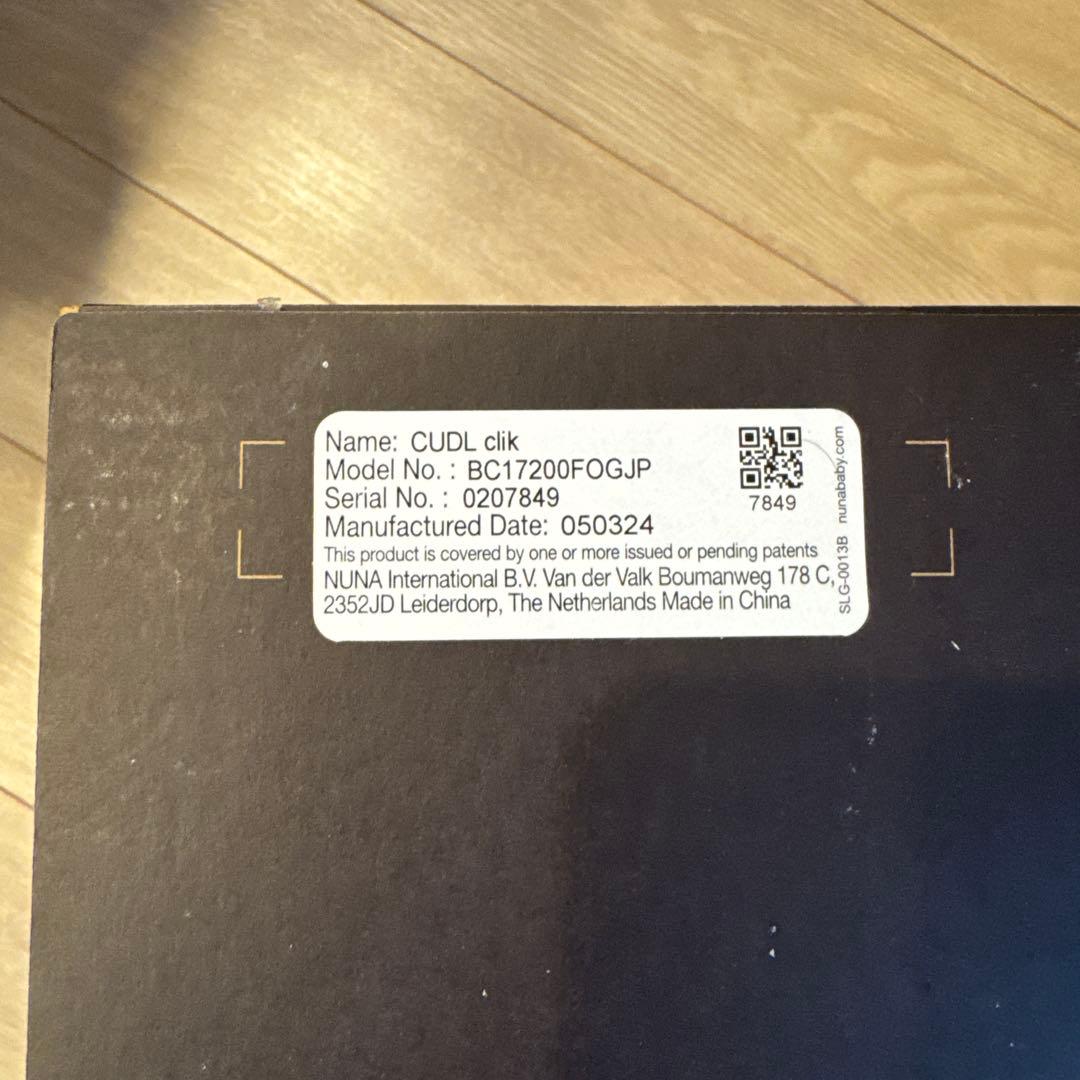 Name: CUDL clik
Model No. : BC17200FOGJP
Serial No. : 0207849
Manufactured Date: 050324
This product is covered by one or more issued or pending patents
NUNA International B.V. Van der Valk Boumanweg 178 C,
2352JD Leiderdorp, The Netherlands Made in China
7849
SLG-0013B nunababy.com